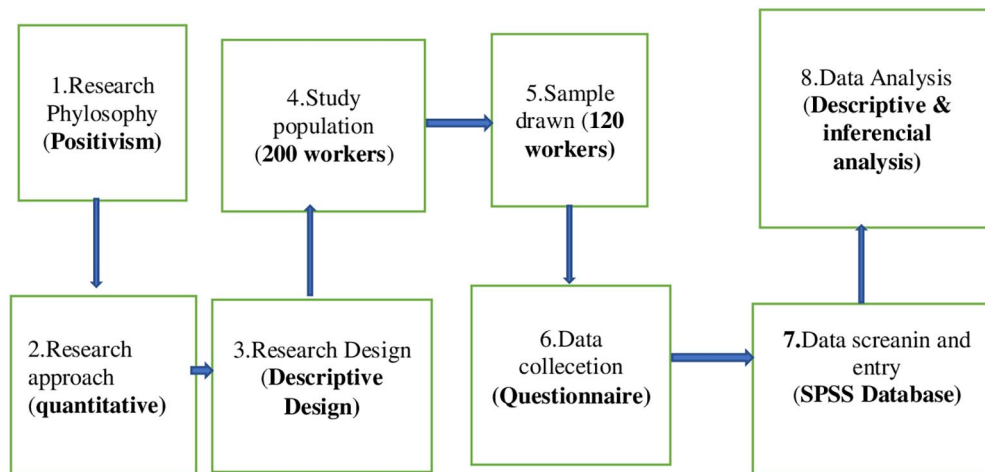 1.Research
Phylosophy
(Positivism)
2.Research
approach
(quantitative)
3.Research Design
(Descriptive
Design)
4.Study
population
(200 workers)
5.Sample
drawn (120
workers)
6.Data
collecetion
(Questionnaire)
7.Data screanin and
entry
(SPSS Database)
8.Data Analysis
(Descriptive &
inferencial
analysis)